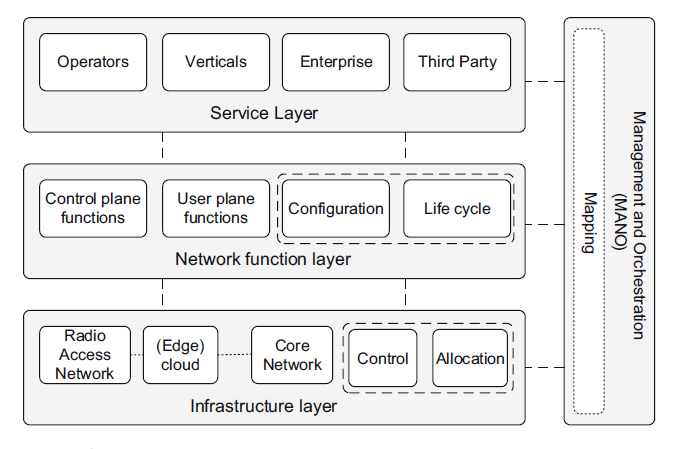 Operators
Verticals
Enterprise
Third Party
Service Layer
Control plane
functions
User plane
functions
Configuration
Life cycle
Network function layer
Radio
Access
Network
(Edge)
cloud
Core
Network
Control
Allocation
Infrastructure layer
Mapping
Management and Orchestration
(MANO)